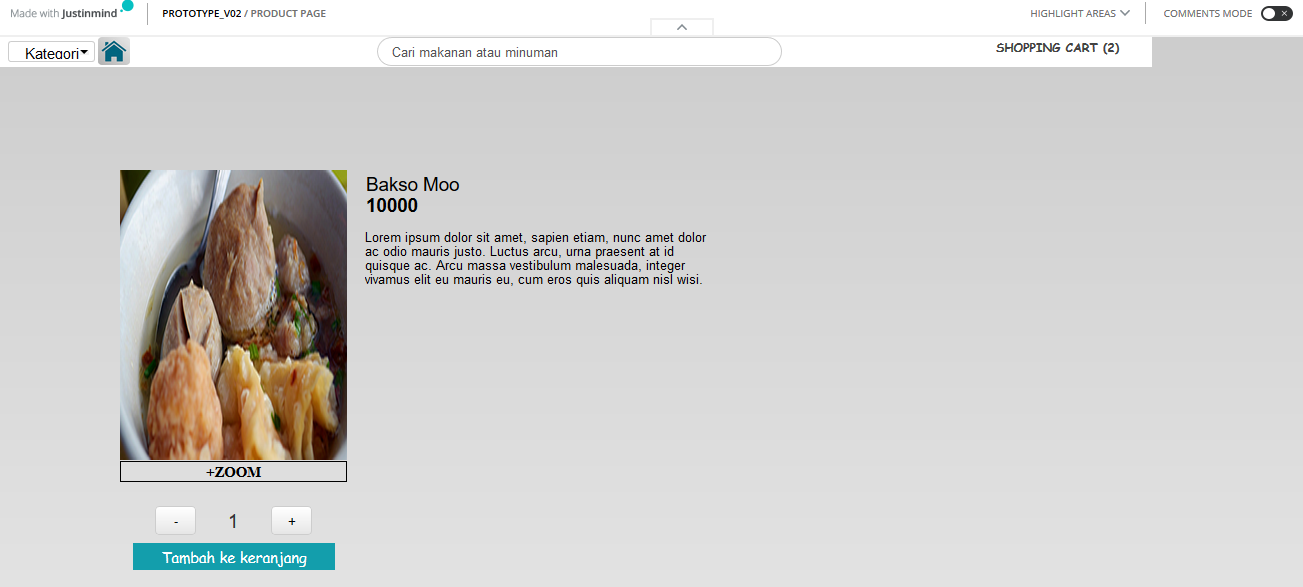 Made with Justinmind
PROTOTYPE_V02 / PRODUCT PAGE
HIGHLIGHT AREAS
COMMENTS MODE
Kategori
Cari makanan atau minuman
SHOPPING CART (2)
Bakso Moo
10000
Lorem ipsum dolor sit amet, sapien etiam, nunc amet dolor
ac odio mauris justo. Luctus arcu, urna praesent at id
quisque ac. Arcu massa vestibulum malesuada, integer
vivamus elit eu mauris eu, cum eros quis aliquam nisl wisi.
+ZOOM
- 1 +
Tambah ke keranjang